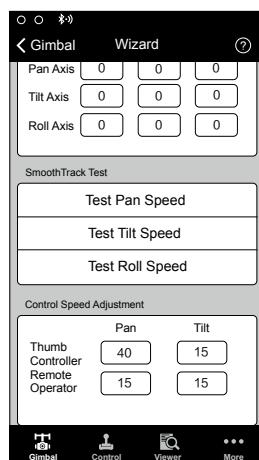 Gimbal Wizard ?
Pan Axis 0 0 0
Tilt Axis 0 0 0
Roll Axis 0 0 0
SmoothTrack Test
Test Pan Speed
Test Tilt Speed
Test Roll Speed
Control Speed Adjustment
Pan Tilt
Thumb
Controller 40 15
Remote
Operator 15 15
Gimbal Control Viewer More